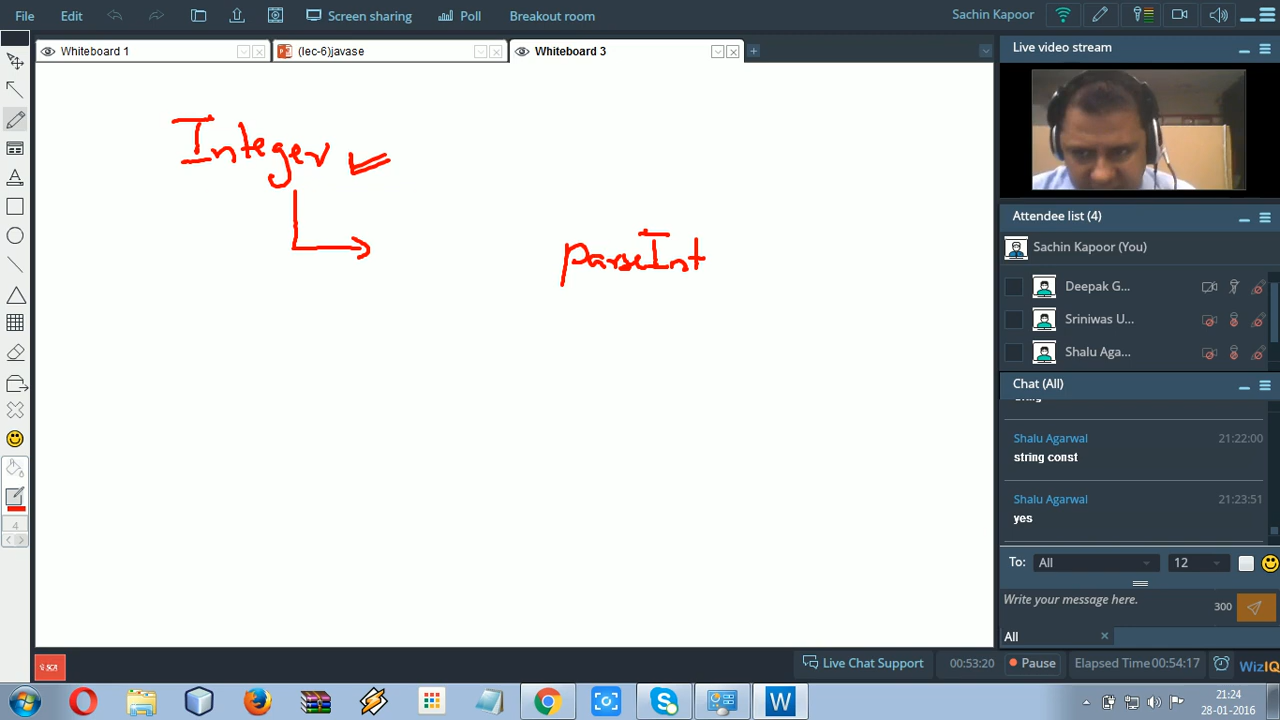 File Edit Screen sharing Poll Breakout room Sachin Kapoor
Whiteboard 1 (lec-6)javase Whiteboard 3
Integer
parseInt
Live video stream
Attendee list (4)
Sachin Kapoor (You)
Deepak G...
Sriniwas U...
Shalu Aga...
Chat (All)
Shalu Agarwal 21:22:00
string const
Shalu Agarwal 21:23:51
yes
To: All 12
Write your message here. 300
All
4
Live Chat Support 00:53:20 Pause Elapsed Time 00:54:17 WizIQ
21:24
28-01-2016